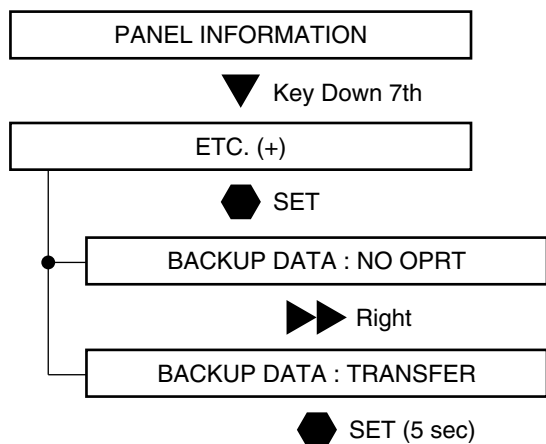 PANEL INFORMATION
Key Down 7th
ETC. (+)
SET
BACKUP DATA : NO OPRT
Right
BACKUP DATA : TRANSFER
SET (5 sec)